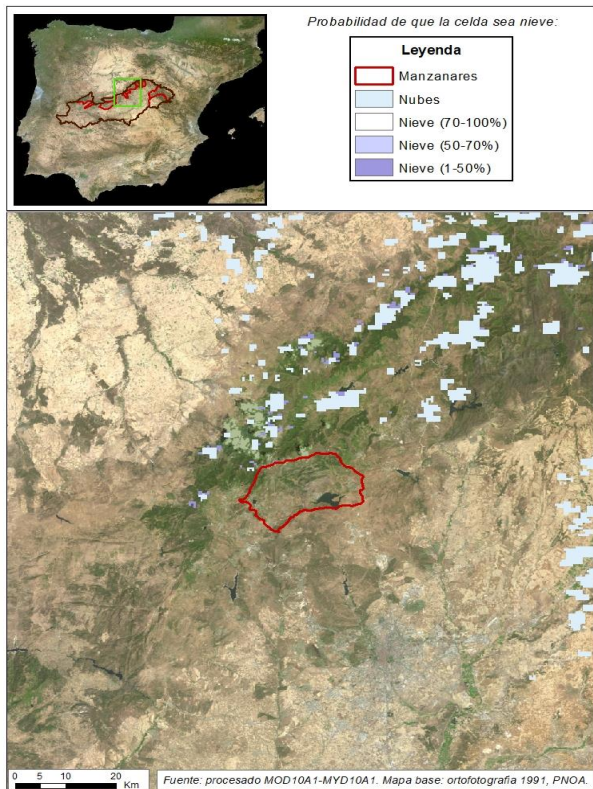 Probabilidad de que la celda sea nieve:
Leyenda
Manzanares
Nubes
Nieve (70-100%)
Nieve (50-70%)
Nieve (1-50%)
0 5 10 20
Km
Fuente: procesado MOD10A1-MYD10A1. Mapa base: ortofotografia 1991, PNOA.